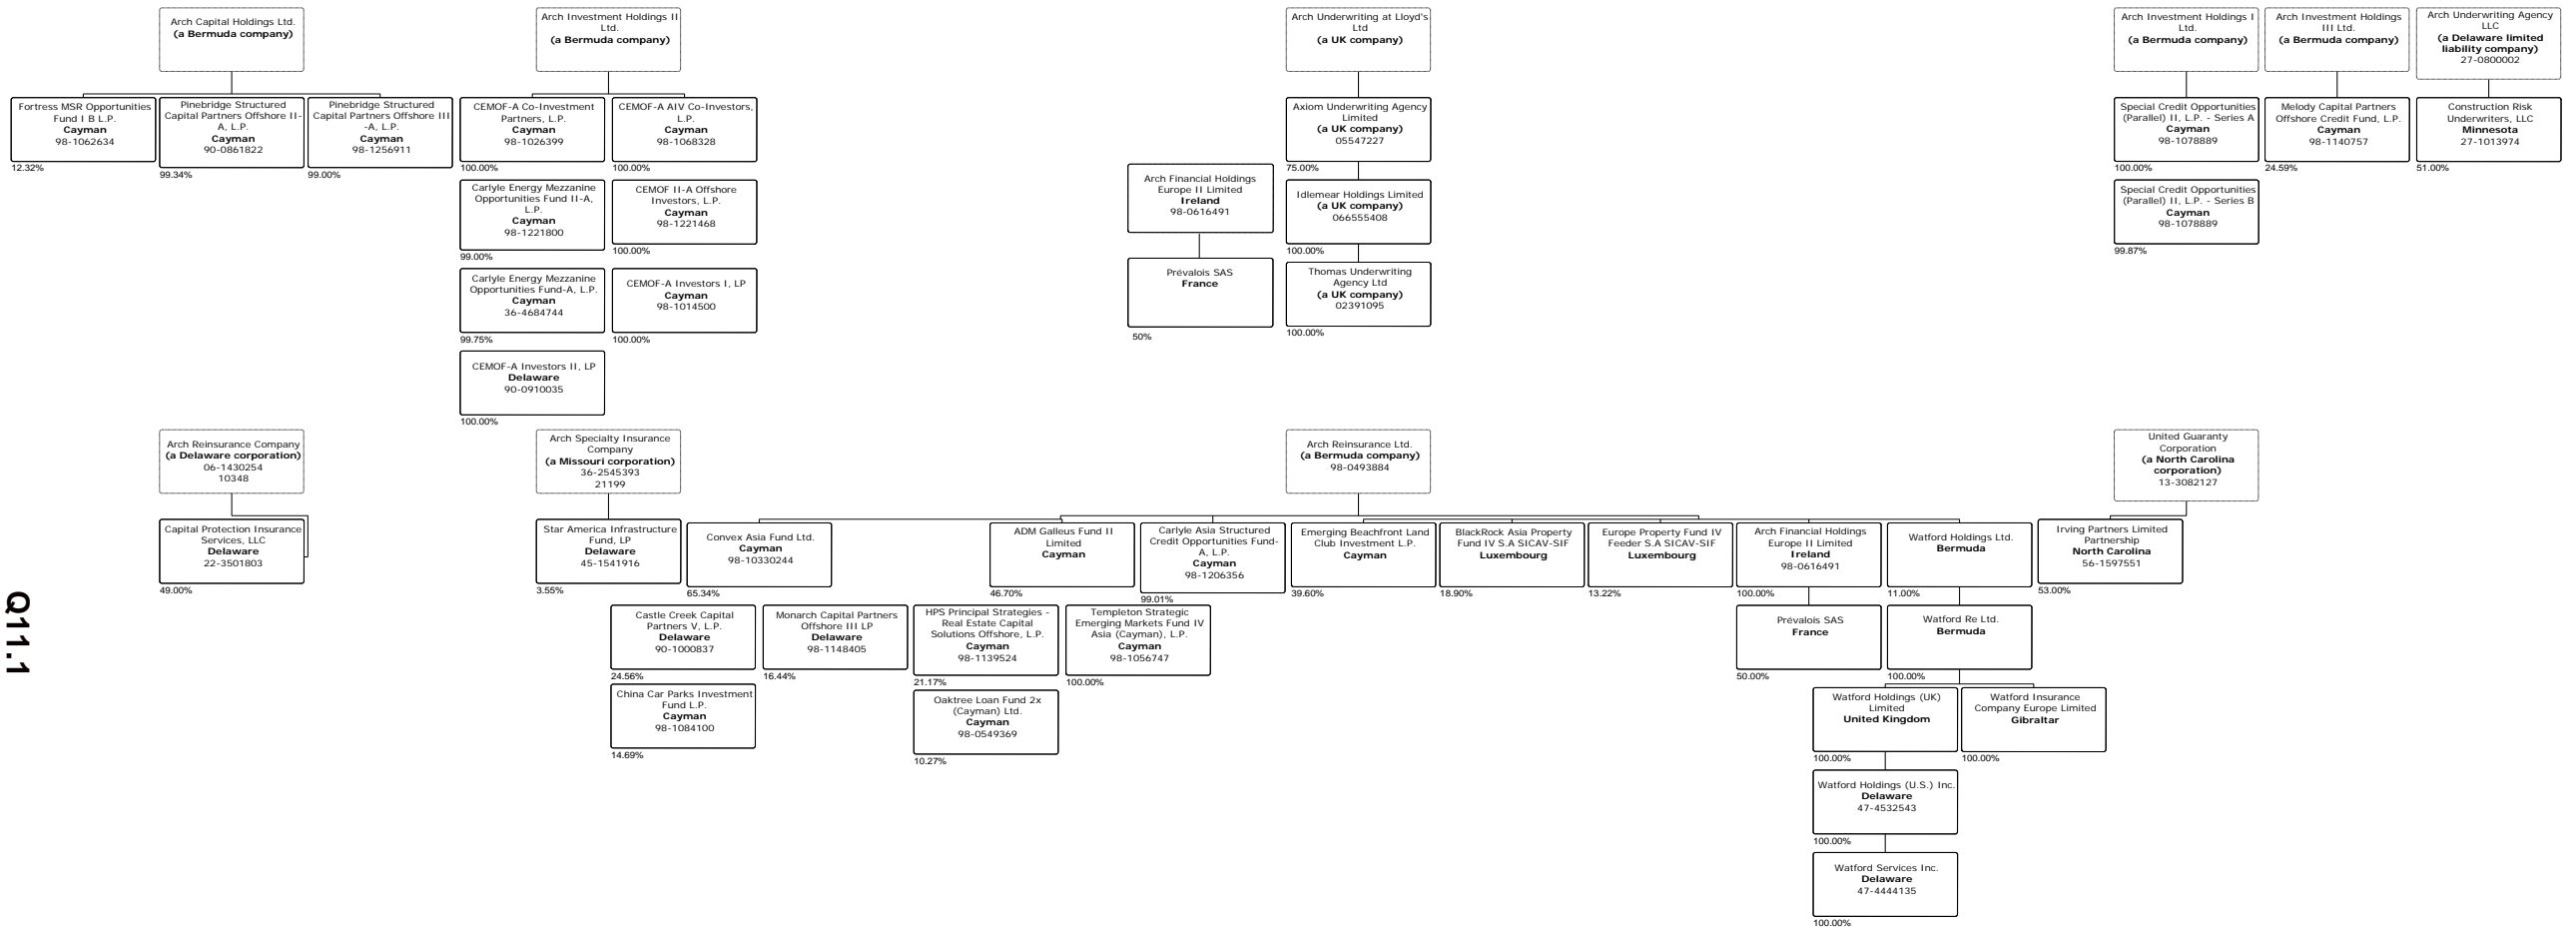 Arch Capital Holdings Ltd.
(a Bermuda company)
Fortress MSR Opportunities
Fund I B L.P.
Cayman
98-1062634
12.32%
Pinebridge Structured
Capital Partners Offshore II-
A, L.P.
Cayman
90-0861822
99.34%
Pinebridge Structured
Capital Partners Offshore III
-A, L.P.
Cayman
98-1256911
99.00%
Arch Investment Holdings II
Ltd.
(a Bermuda company)
CEMOF-A Co-Investment
Partners, L.P.
Cayman
98-1026399
100.00%
CEMOF-A AIV Co-Investors,
L.P.
Cayman
98-1068328
100.00%
Carlyle Energy Mezzanine
Opportunities Fund II-A,
L.P.
Cayman
98-1221800
99.00%
CEMOF II-A Offshore
Investors, L.P.
Cayman
98-1221468
100.00%
Carlyle Energy Mezzanine
Opportunities Fund-A, L.P.
Cayman
36-4684744
99.75%
CEMOF-A Investors I, LP
Cayman
98-1014500
100.00%
CEMOF-A Investors II, LP
Delaware
90-0910035
100.00%
Arch Financial Holdings
Europe II Limited
Ireland
98-0616491
Prévalois SAS
France
50%
Arch Underwriting at Lloyd's
Ltd
(a UK company)
Axiom Underwriting Agency
Limited
(a UK company)
05547227
75.00%
Idlemear Holdings Limited
(a UK company)
066555408
100.00%
Thomas Underwriting
Agency Ltd
(a UK company)
02391095
100.00%
Arch Investment Holdings I
Ltd.
(a Bermuda company)
Special Credit Opportunities
(Parallel) II, L.P. - Series A
Cayman
98-1078889
100.00%
Special Credit Opportunities
(Parallel) II, L.P. - Series B
Cayman
98-1078889
99.87%
Arch Investment Holdings
III Ltd.
(a Bermuda company)
Melody Capital Partners
Offshore Credit Fund, L.P.
Cayman
98-1140757
24.59%
Arch Underwriting Agency
LLC
(a Delaware limited
liability company)
27-0800002
Construction Risk
Underwriters, LLC
Minnesota
27-1013974
51.00%
Arch Reinsurance Company
(a Delaware corporation)
06-1430254
10348
Capital Protection Insurance
Services, LLC
Delaware
22-3501803
49.00%
Arch Specialty Insurance
Company
(a Missouri corporation)
36-2545393
21199
Star America Infrastructure
Fund, LP
Delaware
45-1541916
3.55%
Arch Reinsurance Ltd.
(a Bermuda company)
98-0493884
Convex Asia Fund Ltd.
Cayman
98-10330244
65.34%
ADM Galleus Fund II
Limited
Cayman
46.70%
Carlyle Asia Structured
Credit Opportunities Fund-
A, L.P.
Cayman
98-1206356
99.01%
Emerging Beachfront Land
Club Investment L.P.
Cayman
39.60%
BlackRock Asia Property
Fund IV S.A SICAV-SIF
Luxembourg
18.90%
Europe Property Fund IV
Feeder S.A SICAV-SIF
Luxembourg
13.22%
Arch Financial Holdings
Europe II Limited
Ireland
98-0616491
100.00%
Watford Holdings Ltd.
Bermuda
11.00%
Castle Creek Capital
Partners V, L.P.
Delaware
90-1000837
24.56%
Monarch Capital Partners
Offshore III LP
Delaware
98-1148405
16.44%
HPS Principal Strategies -
Real Estate Capital
Solutions Offshore, L.P.
Cayman
98-1139524
21.17%
Templeton Strategic
Emerging Markets Fund IV
Asia (Cayman), L.P.
Cayman
98-1056747
100.00%
Prévalois SAS
France
50.00%
Watford Re Ltd.
Bermuda
100.00%
China Car Parks Investment
Fund L.P.
Cayman
98-1084100
14.69%
Oaktree Loan Fund 2x
(Cayman) Ltd.
Cayman
98-0549369
10.27%
Watford Holdings (UK)
Limited
United Kingdom
100.00%
Watford Insurance
Company Europe Limited
Gibraltar
100.00%
Watford Holdings (U.S.) Inc.
Delaware
47-4532543
100.00%
Watford Services Inc.
Delaware
47-4444135
100.00%
United Guaranty
Corporation
(a North Carolina
corporation)
13-3082127
Irving Partners Limited
Partnership
North Carolina
56-1597551
53.00%
Q11.1